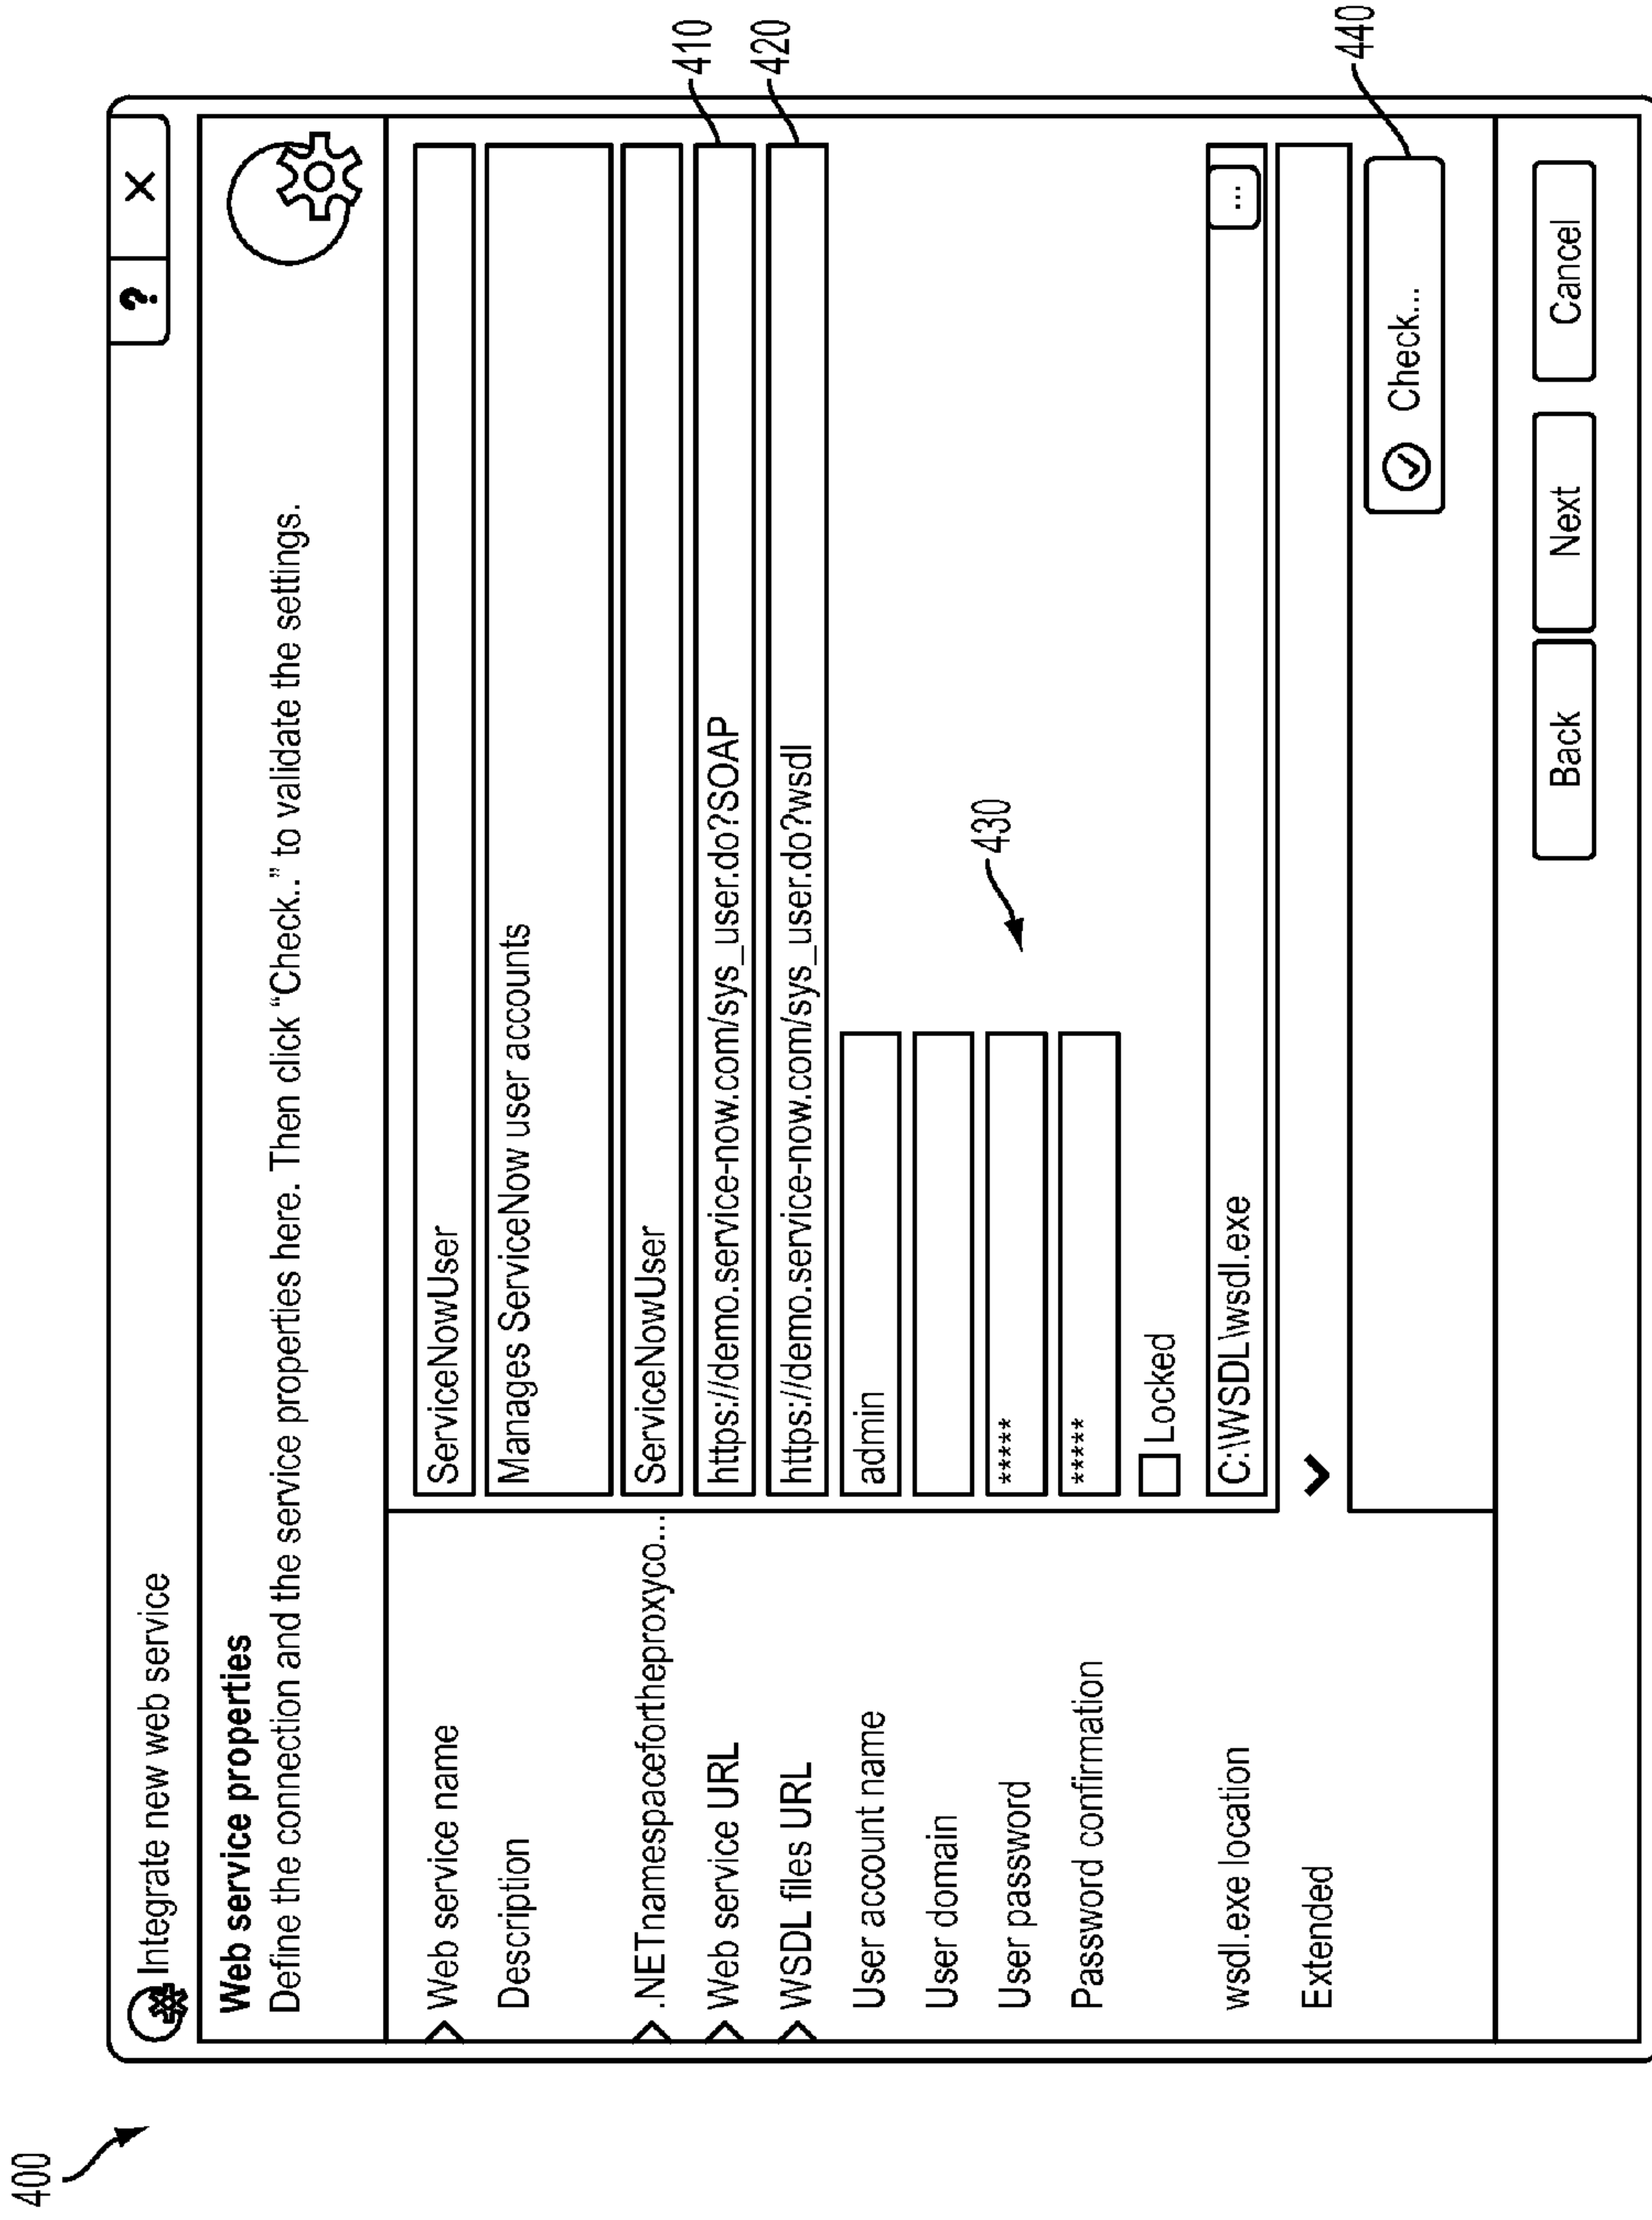 400
Integrate new web service
? X
Web service properties
Define the connection and the service properties here. Then click “Check..” to validate the settings.
Web service name ServiceNowUser
Description Manages ServiceNow user accounts
.NETnamespacefortheproxyco... ServiceNowUser
Web service URL https://demo.service-now.com/sys_user.do?SOAP 410
WSDL files URL https://demo.service-now.com/sys_user.do?wsdl 420
User account name admin
User domain
User password ***** 430
Password confirmation *****
Locked
wsdl.exe location C:\WSDL\wsdl.exe ...
Extended
Check... 440
Back Next Cancel